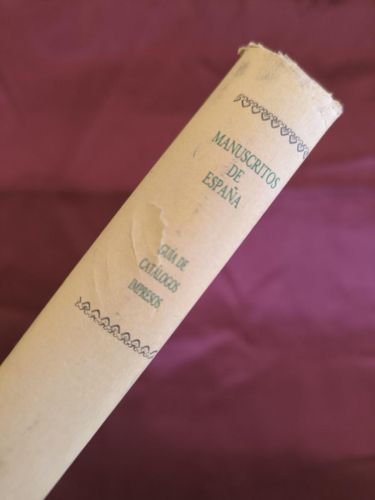 MANUSCRITOS
DE
ESPAÑA
GUÍA DE
CATÁLOGOS
IMPRESOS